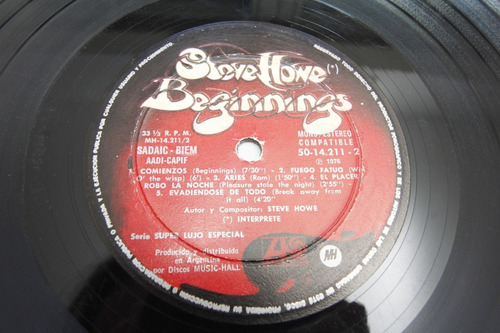 Steve Howe (*)
Beginnings
33 ⅓ R. P. M.
MH-14.211/2
SADAIC - BIEM
AADI-CAPIF
MONO/ESTEREO
COMPATIBLE
50-14.211 - 2
Ⓟ 1976
1. COMIENZOS (Beginnings) (7'30") - 2. FUEGO FATUO (Will
o' the wisp) (6') - 3. ARIES (Ram) (1'50") - 4. EL PLACER
ROBO LA NOCHE (Pleasure stole the night) (2'55")
5. EVADIENDOSE DE TODO (Break away from
it all) (4'20")
Autor y Compositor: STEVE HOWE
(*) INTERPRETE
Serie SUPER LUJO ESPECIAL
Producido y distribuido
en Argentina
por Discos MUSIC-HALL
MH